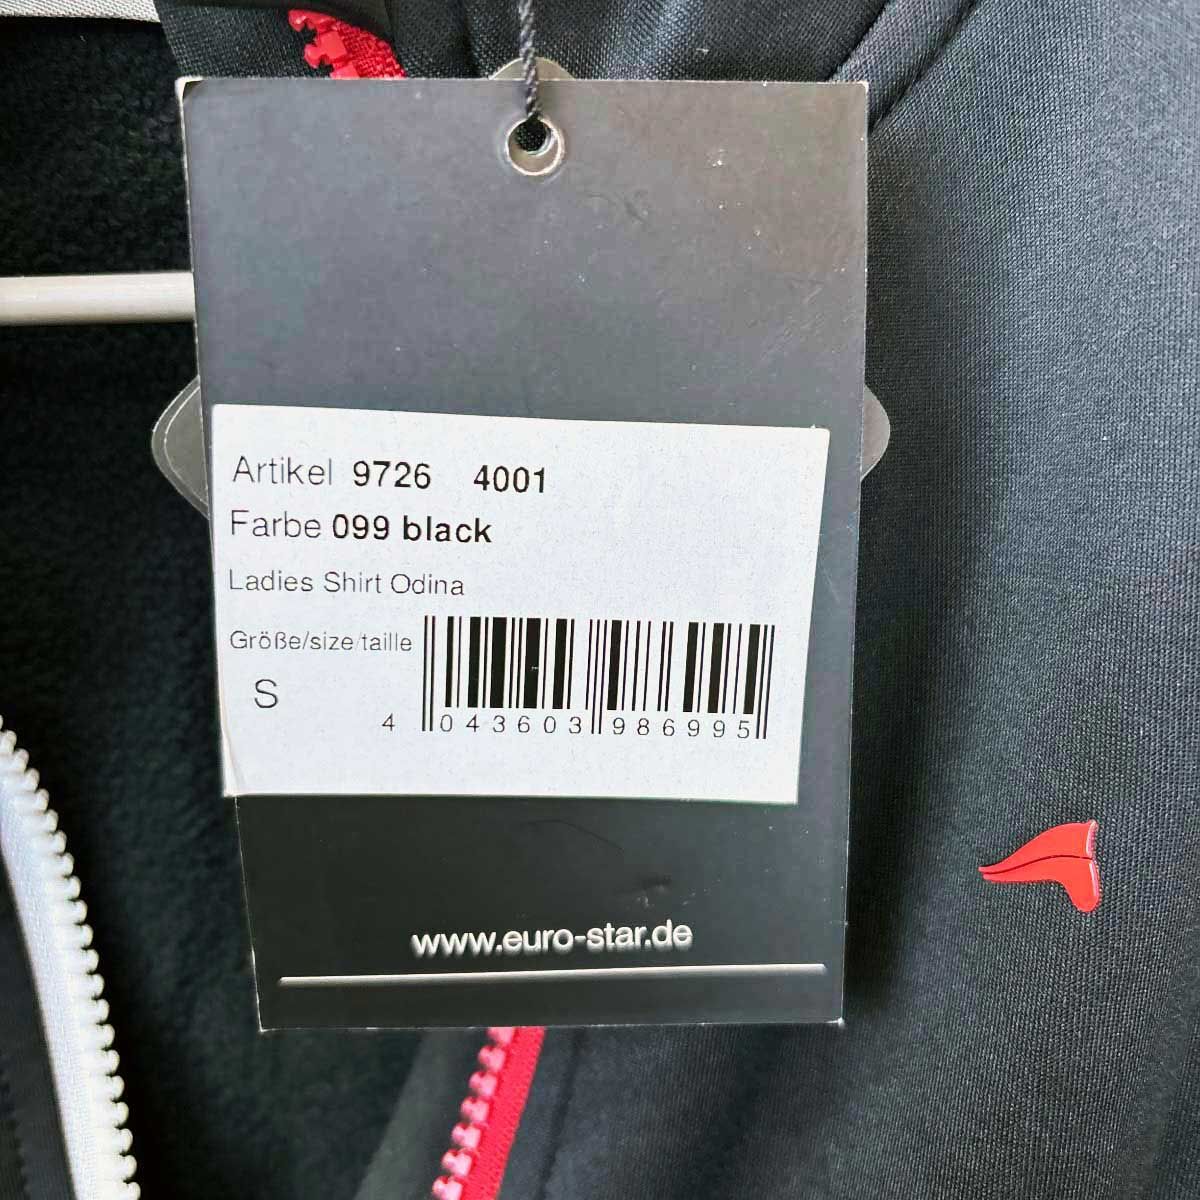 Artikel 9726 4001
Farbe 099 black
Ladies Shirt Odina
Größe/size/taille
S
4 043603 986995
www.euro-star.de